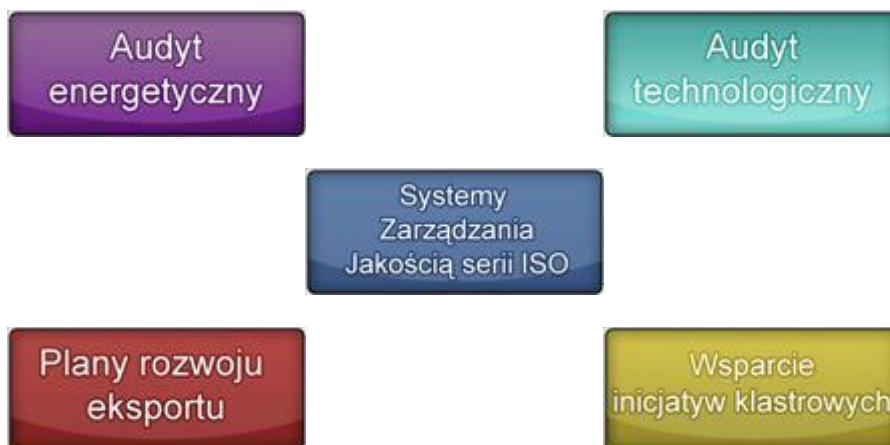 Audyt
energetyczny
Audyt
technologiczny
Systemy
Zarządzania
Jakością serii ISO
Plany rozwoju
eksportu
Wsparcie
inicjatyw klastrowych